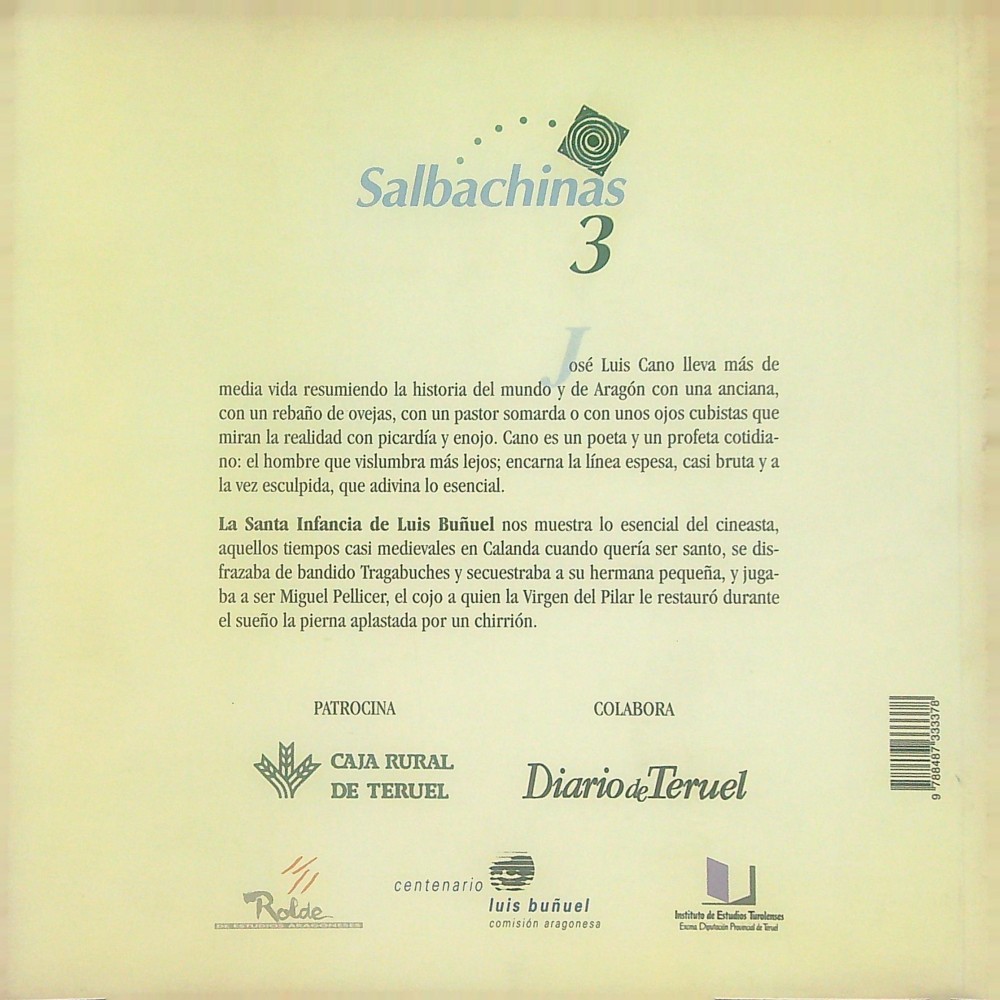 Salbachinas
3
José Luis Cano lleva más de
media vida resumiendo la historia del mundo y de Aragón con una anciana,
con un rebaño de ovejas, con un pastor somarda o con unos ojos cubistas que
miran la realidad con picardía y enojo. Cano es un poeta y un profeta cotidia-
no: el hombre que vislumbra más lejos; encarna la línea espesa, casi bruta y a
la vez esculpida, que adivina lo esencial.
La Santa Infancia de Luis Buñuel nos muestra lo esencial del cineasta,
aquellos tiempos casi medievales en Calanda cuando quería ser santo, se dis-
frazaba de bandido Tragabuches y secuestraba a su hermana pequeña, y juga-
ba a ser Miguel Pellicer, el cojo a quien la Virgen del Pilar le restauró durante
el sueño la pierna aplastada por un chirrión.
PATROCINA
COLABORA
CAJA RURAL
DE TERUEL
Diario de Teruel
9 788487 333378
Rolde
DE ESTUDIOS ARAGONESES
centenario
luis buñuel
comisión aragonesa
Instituto de Estudios Turolenses
Excma. Diputación Provincial de Teruel